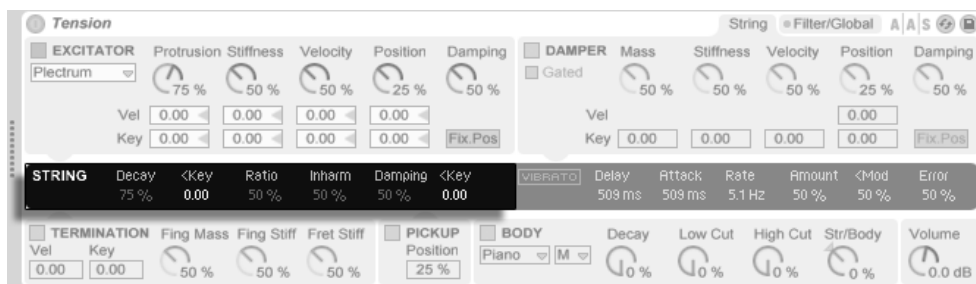 Tension String Filter/Global A A S
EXCITATOR Protrusion Stiffness Velocity Position Damping
Plectrum 75 % 50 % 50 % 25 % 50 %
Vel 0.00 0.00 0.00 0.00
Key 0.00 0.00 0.00 0.00 Fix.Pos
DAMPER Mass Stiffness Velocity Position Damping
Gated 50 % 50 % 50 % 25 % 50 %
Vel 0.00
Key 0.00 0.00 0.00 0.00 Fix.Pos
STRING Decay <Key Ratio Inharm Damping <Key
75 % 0.00 50 % 50 % 50 % 0.00
VIBRATO Delay Attack Rate Amount <Mod Error
509 ms 509 ms 5.1 Hz 50 % 50 % 50 %
TERMINATION Fing Mass Fing Stiff Fret Stiff
Vel Key
0.00 0.00 50 % 50 % 50 %
PICKUP
Position
25 %
BODY Decay Low Cut High Cut Str/Body Volume
Piano M 0 % 0 % 0 % 0 % 0.0 dB